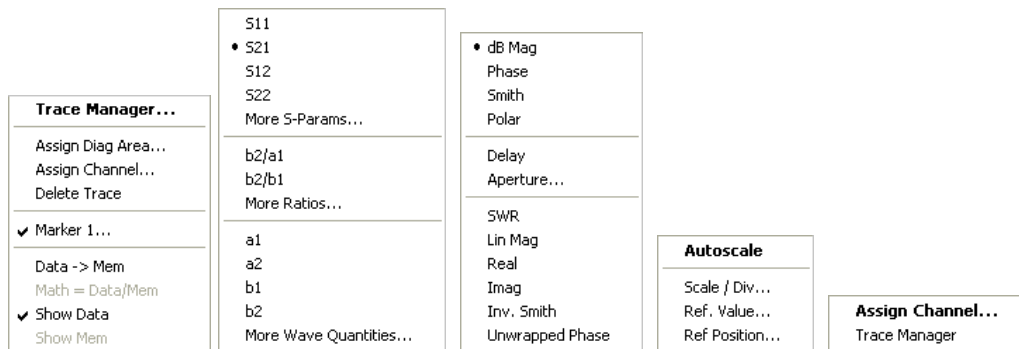 Trace Manager...
Assign Diag Area...
Assign Channel...
Delete Trace
Marker 1...
Data -> Mem
Math = Data/Mem
Show Data
Show Mem
S11
S21
S12
S22
More S-Params...
b2/a1
b2/b1
More Ratios...
a1
a2
b1
b2
More Wave Quantities...
dB Mag
Phase
Smith
Polar
Delay
Aperture...
SWR
Lin Mag
Real
Imag
Inv. Smith
Unwrapped Phase
Autoscale
Scale / Div...
Ref. Value...
Ref Position...
Assign Channel...
Trace Manager